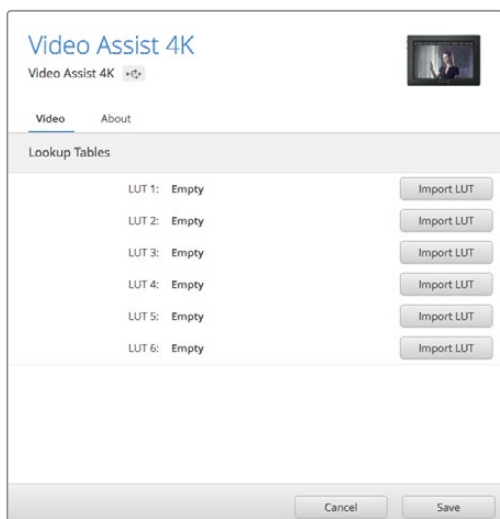 Video Assist 4K
Video Assist 4K
Video About
Lookup Tables
LUT 1: Empty Import LUT
LUT 2: Empty Import LUT
LUT 3: Empty Import LUT
LUT 4: Empty Import LUT
LUT 5: Empty Import LUT
LUT 6: Empty Import LUT
Cancel Save